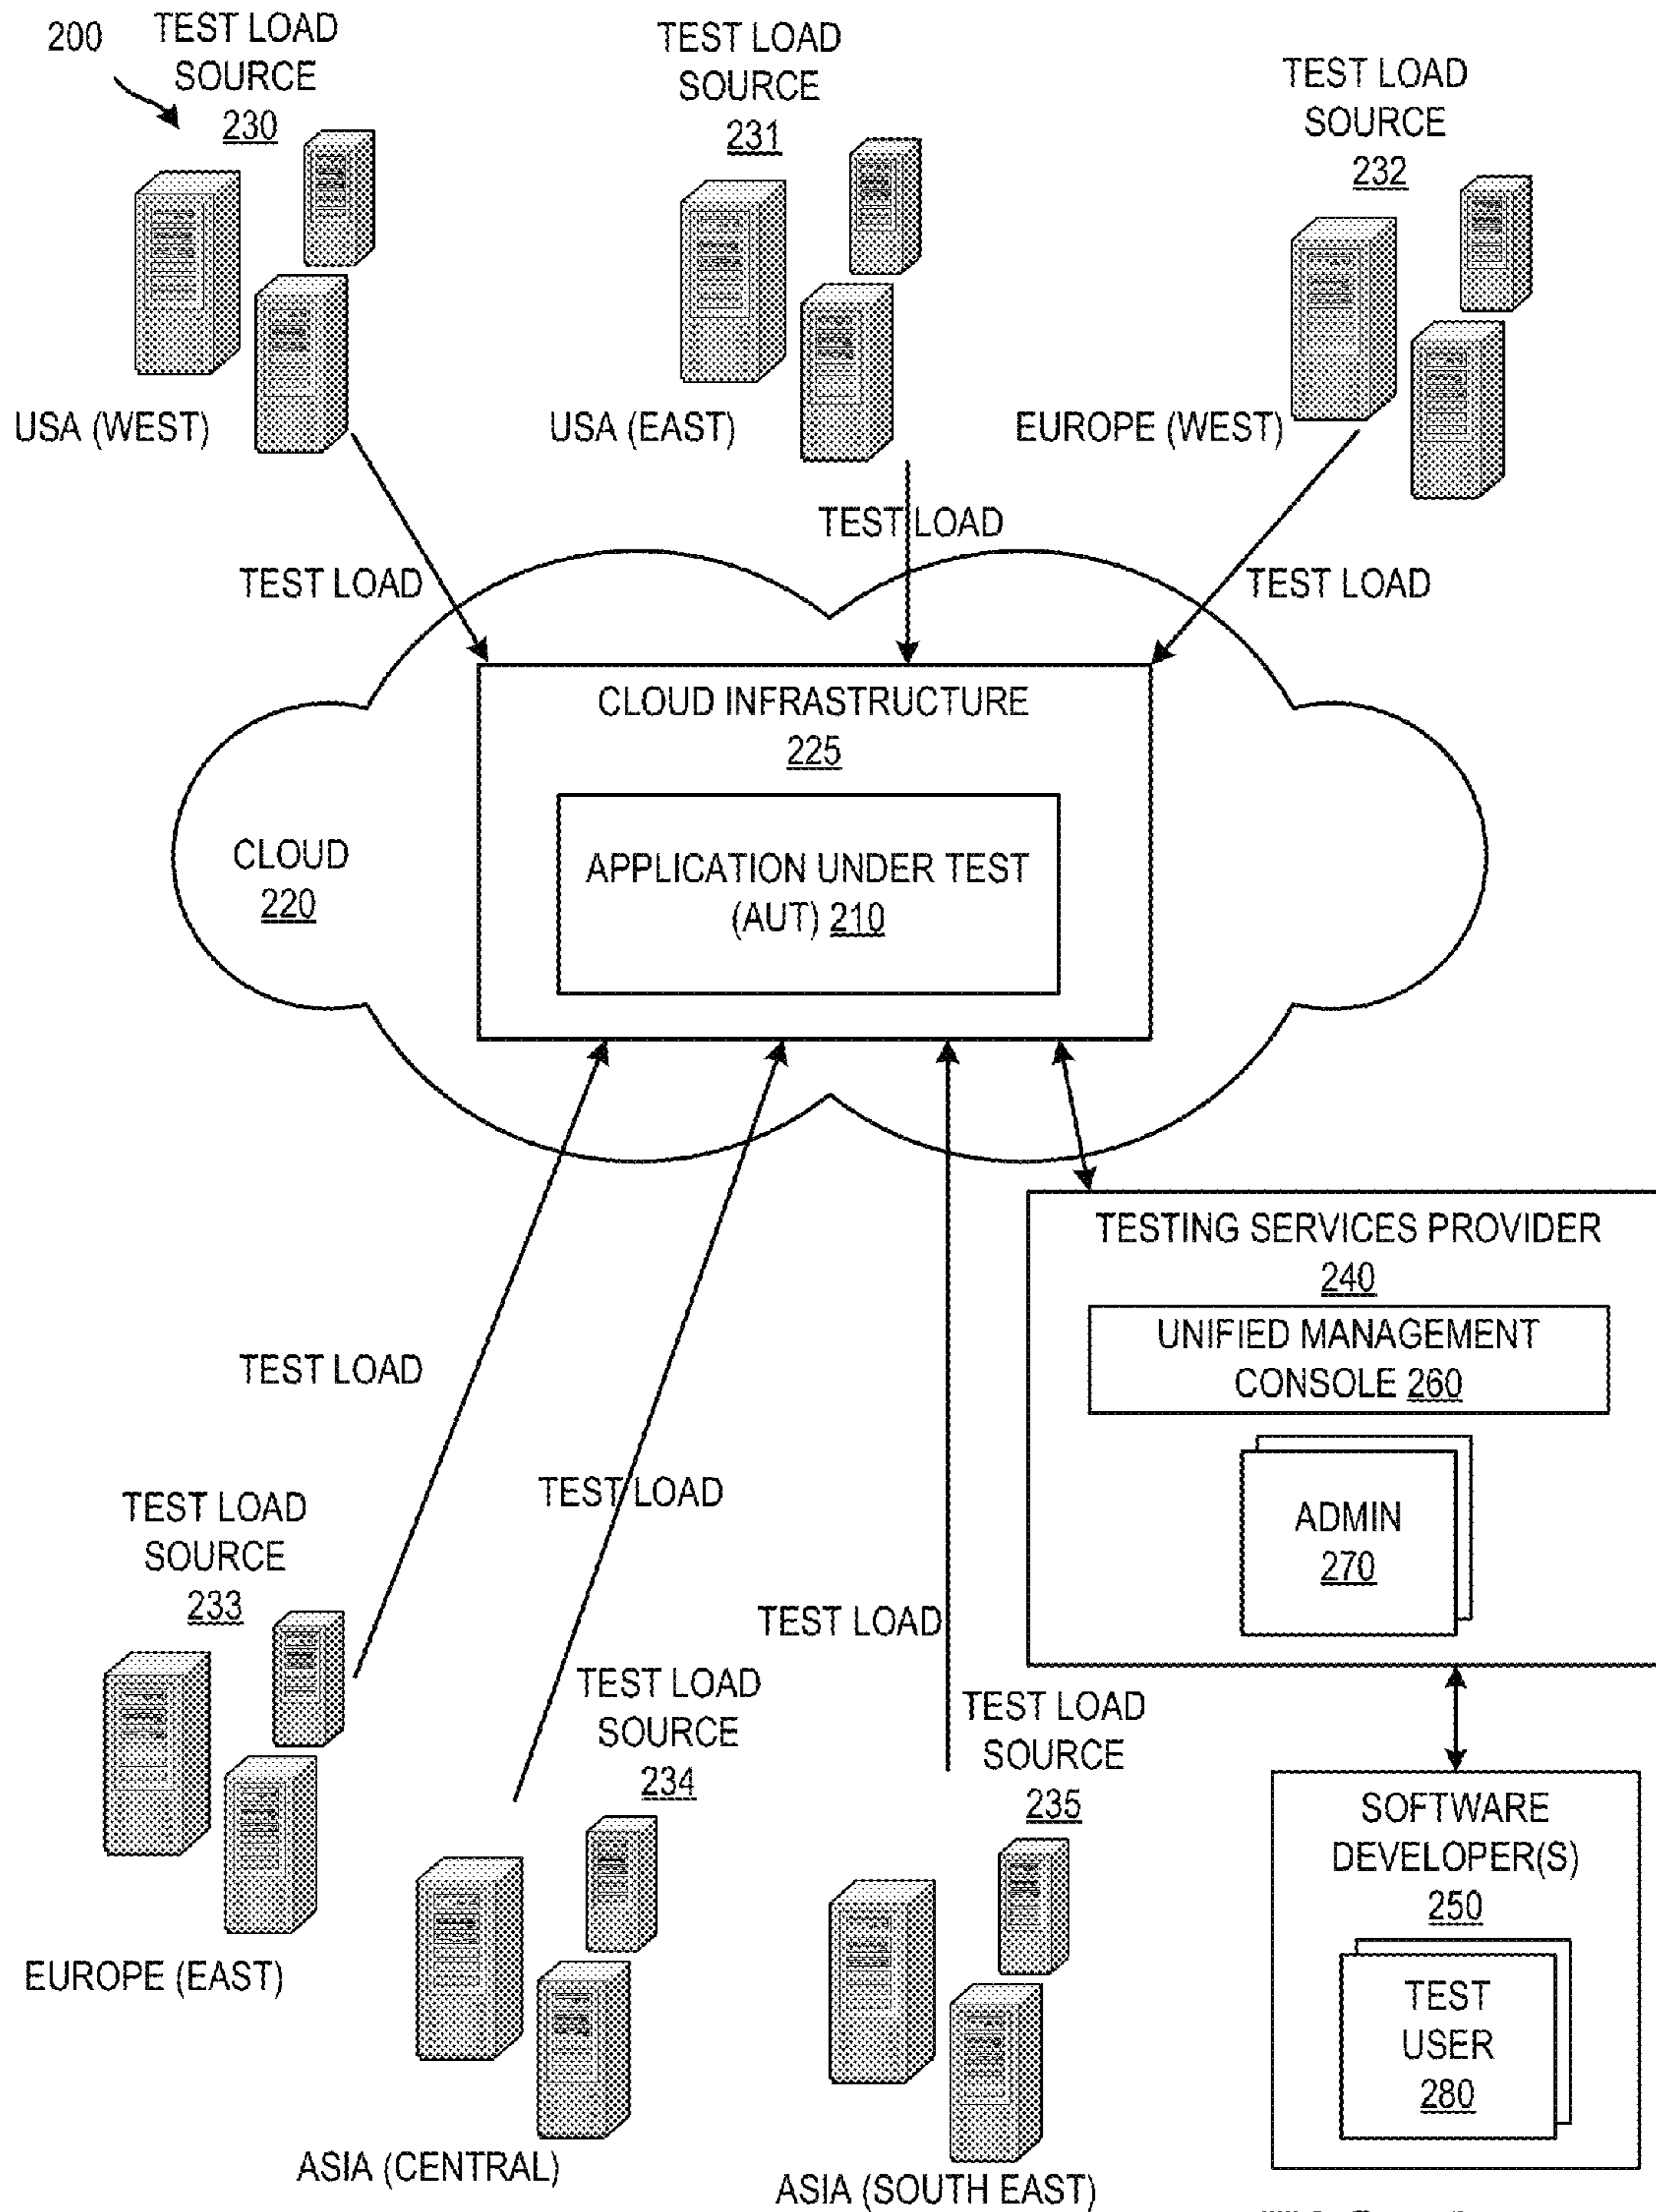 200
TEST LOAD
SOURCE
230
TEST LOAD
SOURCE
231
TEST LOAD
SOURCE
232
USA (WEST)
USA (EAST)
EUROPE (WEST)
TEST LOAD
TEST LOAD
TEST LOAD
CLOUD INFRASTRUCTURE
225
CLOUD
220
APPLICATION UNDER TEST
(AUT) 210
TESTING SERVICES PROVIDER
240
UNIFIED MANAGEMENT
CONSOLE 260
ADMIN
270
TEST LOAD
TEST LOAD
TEST LOAD
TEST LOAD
SOURCE
233
EUROPE (EAST)
TEST LOAD
SOURCE
234
ASIA (CENTRAL)
TEST LOAD
SOURCE
235
ASIA (SOUTH EAST)
SOFTWARE
DEVELOPER(S)
250
TEST
USER
280